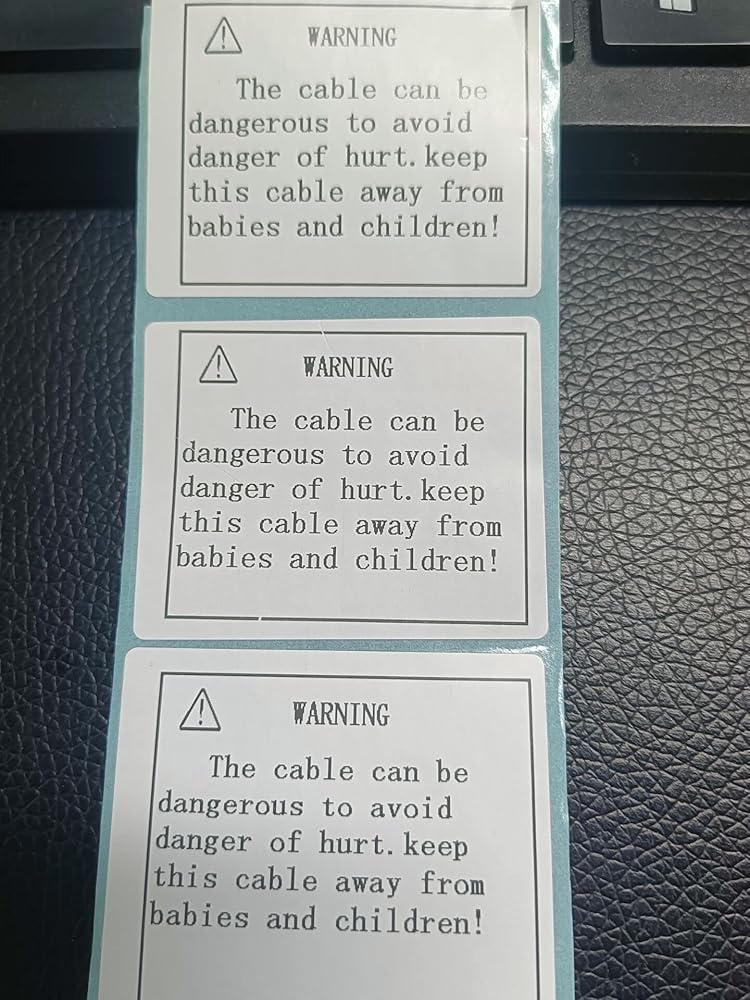 WARNING
The cable can be
dangerous to avoid
danger of hurt.keep
this cable away from
babies and children!
WARNING
The cable can be
dangerous to avoid
danger of hurt.keep
this cable away from
babies and children!
WARNING
The cable can be
dangerous to avoid
danger of hurt.keep
this cable away from
babies and children!